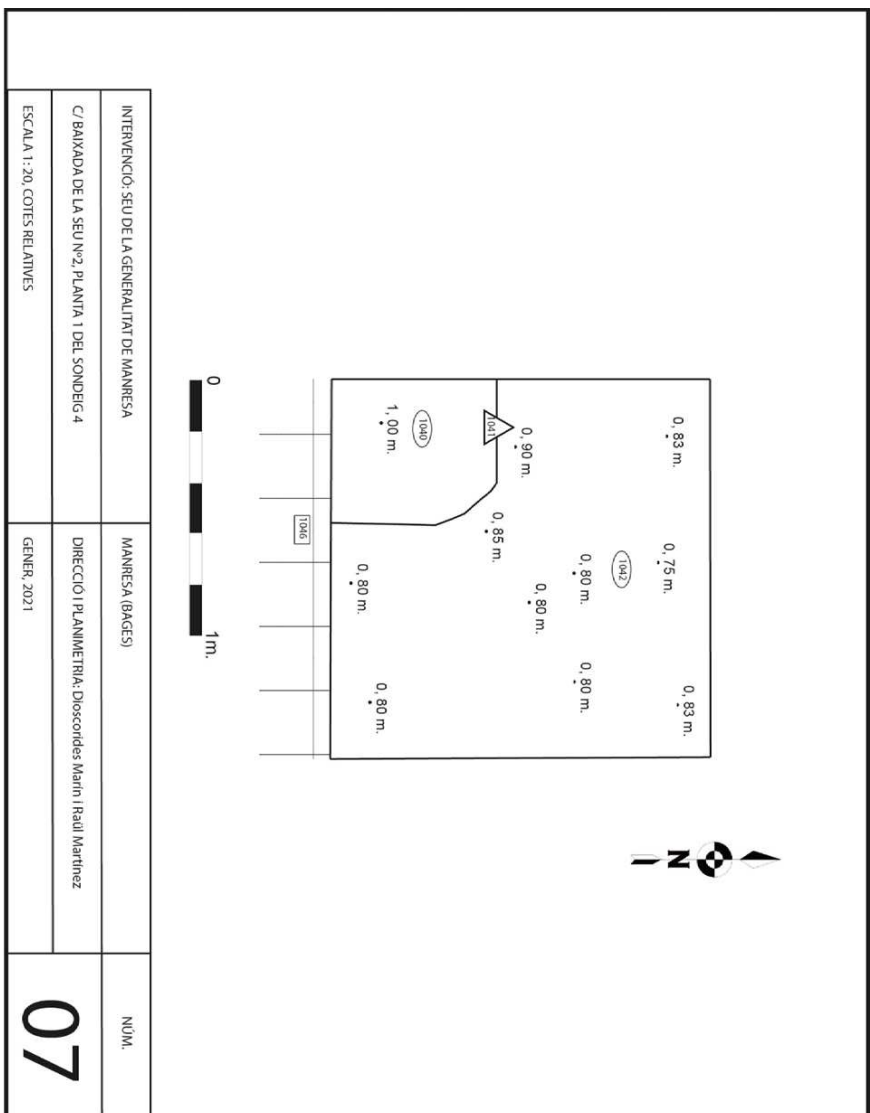 0, 83 m.
0, 75 m.
0, 83 m.
1042
0, 80 m.
0, 80 m.
0, 80 m.
0, 90 m.
1041
0, 85 m.
1040
1, 00 m.
0, 80 m.
0, 80 m.
1046
N
0
1m.
INTERVENCIÓ: SEU DE LA GENERALITAT DE MANRESA
MANRESA (BAGES)
NÚM.
C/ BAIXADA DE LA SEU Nº2, PLANTA 1 DEL SONDEIG 4
DIRECCIÓ I PLANIMETRIA: Dioscorides Marín i Raül Martínez
07
ESCALA 1: 20, COTES RELATIVES
GENER, 2021